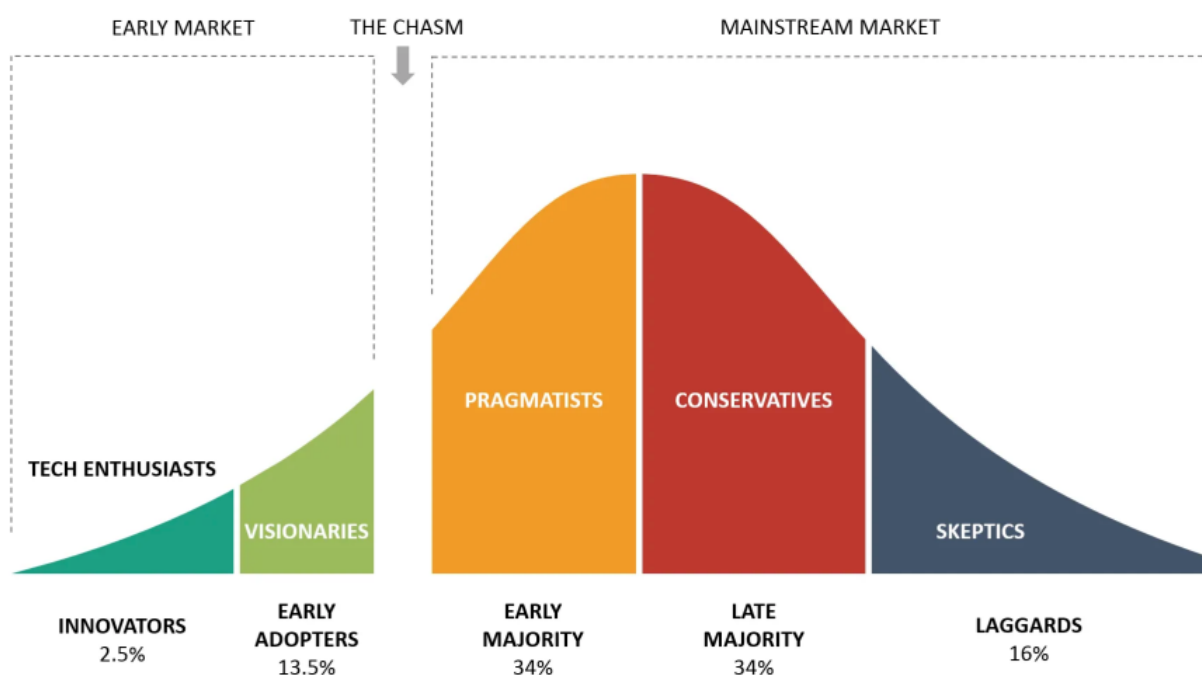 EARLY MARKET
THE CHASM
MAINSTREAM MARKET
PRAGMATISTS
CONSERVATIVES
TECH ENTHUSIASTS
VISIONARIES
SKEPTICS
INNOVATORS
2.5%
EARLY
ADOPTERS
13.5%
EARLY
MAJORITY
34%
LATE
MAJORITY
34%
LAGGARDS
16%